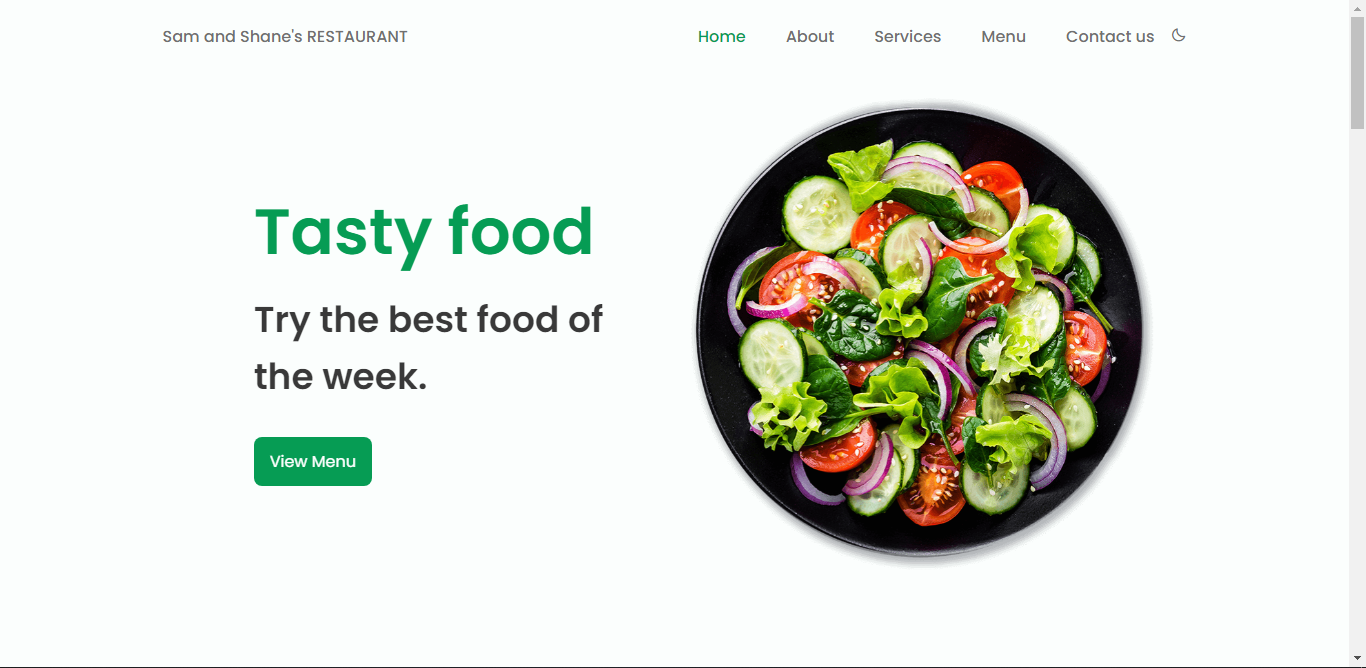 Sam and Shane's RESTAURANT
Home About Services Menu Contact us
Tasty food
Try the best food of
the week.
View Menu